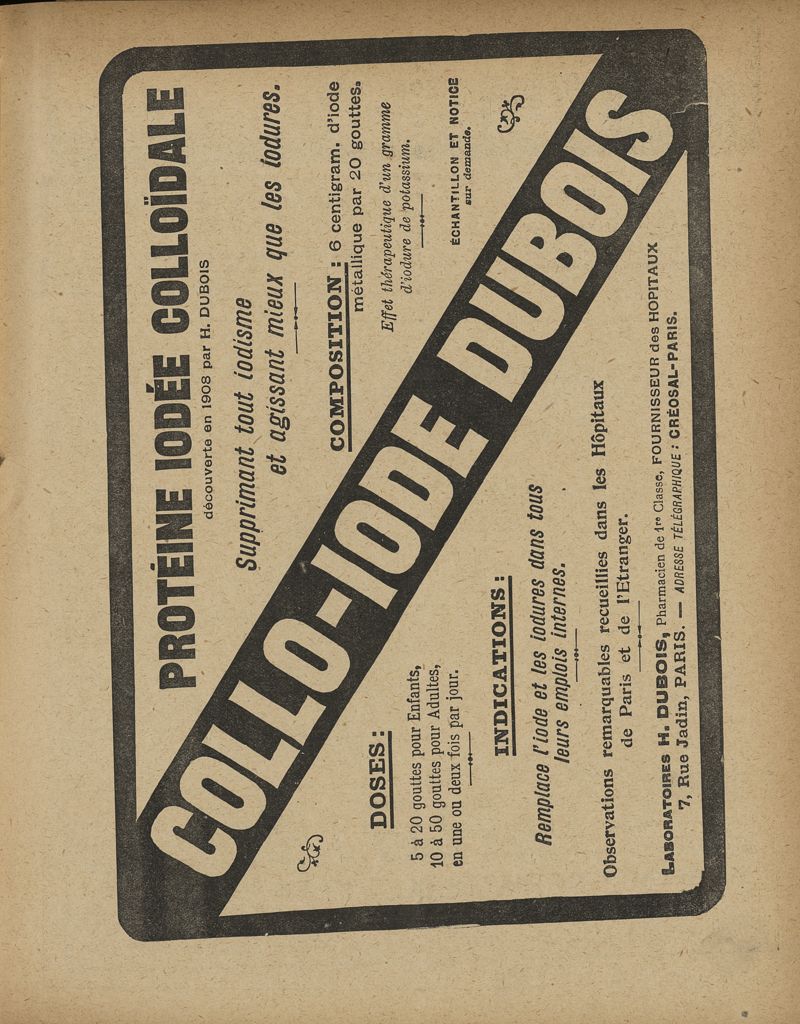 PROTÉINE IODÉE COLLOÏDALE
découverte en 1908 par H. DUBOIS
Supprimant tout iodisme
et agissant mieux que les iodures.
COMPOSITION : 6 centigram. d'iode
métallique par 20 gouttes.
Effet thérapeutique d'un gramme
d'iodure de potassium.
ÉCHANTILLON ET NOTICE
sur demande.
COLLO-IODE DUBOIS
DOSES :
5 à 20 gouttes pour Enfants,
10 à 50 gouttes pour Adultes,
en une ou deux fois par jour.
INDICATIONS :
Remplace l'iode et les iodures dans tous
leurs emplois internes.
Observations remarquables recueillies dans les Hôpitaux
de Paris et de l'Etranger.
LABORATOIRES H. DUBOIS, Pharmacien de 1re Classe, FOURNISSEUR des HOPITAUX
7, Rue Jadin, PARIS. — ADRESSE TÉLÉGRAPHIQUE : CRÉOSAL-PARIS.